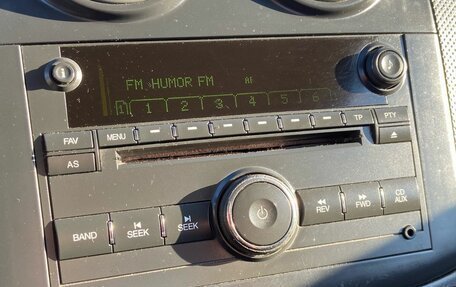 FM HUMOR FM AF
1 1 2 3 4 5 6
FAV MENU TP PTY
AS
BAND SEEK SEEK REV FWD CD AUX